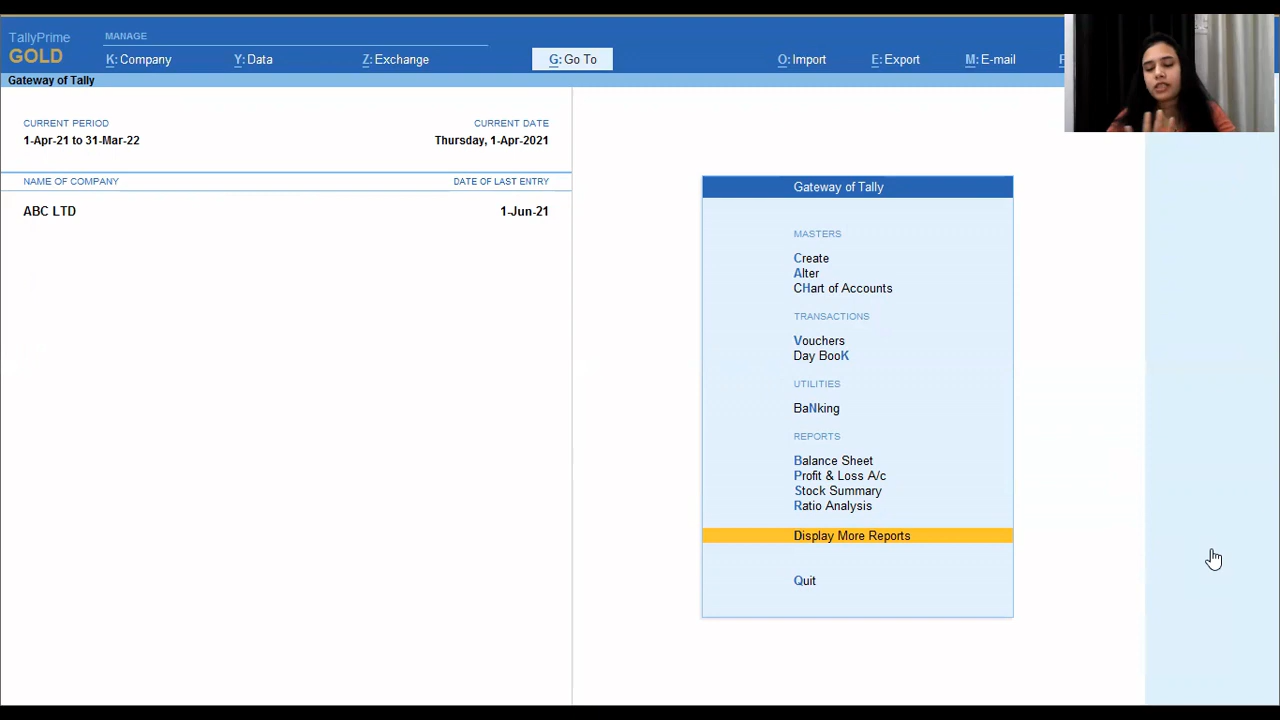 TallyPrime
GOLD
MANAGE
K: Company
Y: Data
Z: Exchange
G: Go To
O: Import
E: Export
M: E-mail
Gateway of Tally
CURRENT PERIOD
CURRENT DATE
1-Apr-21 to 31-Mar-22
Thursday, 1-Apr-2021
NAME OF COMPANY
DATE OF LAST ENTRY
ABC LTD
1-Jun-21
Gateway of Tally
MASTERS
Create
Alter
CHart of Accounts
TRANSACTIONS
Vouchers
Day BooK
UTILITIES
BaNking
REPORTS
Balance Sheet
Profit & Loss A/c
Stock Summary
Ratio Analysis
Display More Reports
Quit